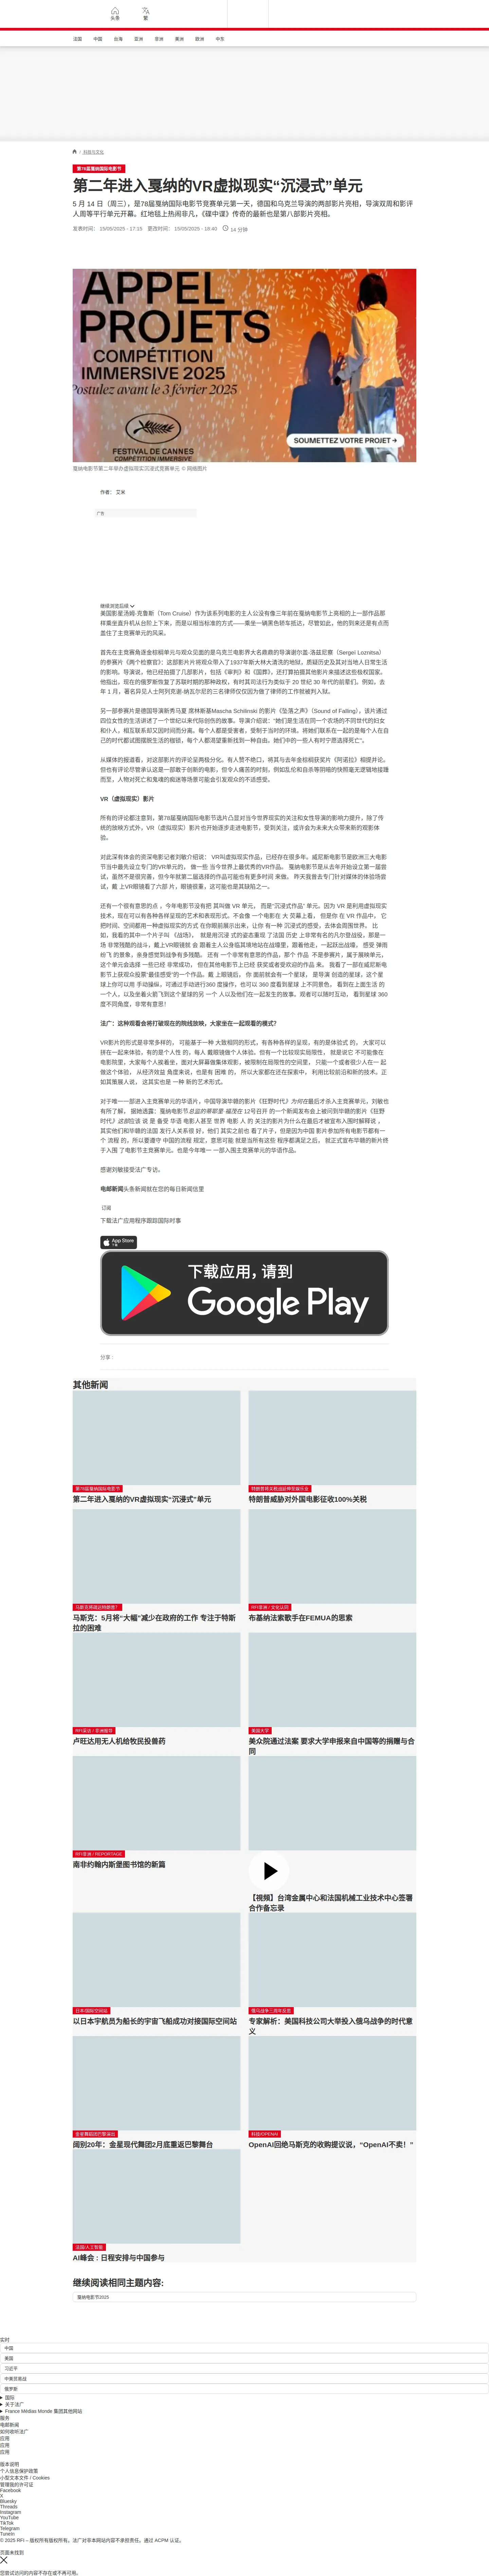 头条
繁
法国
中国
台海
亚洲
非洲
美洲
欧洲
中东
/ 科技与文化
第78届戛纳国际电影节
第二年进入戛纳的VR虚拟现实“沉浸式”单元
5 月 14 日（周三），是78届戛纳国际电影节竞赛单元第一天，德国和乌克兰导演的两部影片亮相，导演双周和影评人周等平行单元开幕。红地毯上热闹非凡，《碟中谍》传奇的最新也是第八部影片亮相。
发表时间： 15/05/2025 - 17:15 更改时间： 15/05/2025 - 18:40 14 分钟
APPEL
PROJETS
COMPÉTITION
IMMERSIVE 2025
Postulez avant le 3 février 2025
FESTIVAL DE CANNES
COMPÉTITION IMMERSIVE 2025
SOUMETTEZ VOTRE PROJET
戛纳电影节第二年举办虚拟现实沉浸式竞赛单元 © 网络图片
作者： 艾米
广告
继续浏览后续
美国影星汤姆·克鲁斯（Tom Cruise）作为该系列电影的主人公没有像三年前在戛纳电影节上亮相的上一部作品那样乘坐直升机从台阶上下来，而是以相当标准的方式——乘坐一辆黑色轿车抵达，尽管如此，他的到来还是有点而盖住了主竞赛单元的风采。
首先在主竞赛角逐金棕榈单元与观众见面的是乌克兰电影界大名鼎鼎的导演谢尔盖·洛兹尼察（Sergei Loznitsa）的参赛片《两个检察官》：这部影片片将观众带入了1937年斯大林大清洗的地狱，质疑历史及其对当地人日常生活的影响。导演说，他已经拍摄了几部影片，包括《审判》和《国葬》，还打算拍摄其他影片来描述这些极权国家。他指出，现在的俄罗斯恢复了苏联时期的那种政权，有时其司法行为类似于 20 世纪 30 年代的前辈们。例如，去年 1 月，著名异见人士阿列克谢·纳瓦尔尼的三名律师仅仅因为做了律师的工作就被判入狱。
另一部参赛片是德国导演新秀马夏.席林斯基Mascha Schilinski 的影片《坠落之声》（Sound of Falling），该片通过四位女性的生活讲述了一个世纪以来代际创伤的故事。导演介绍说：“她们是生活在同一个农场的不同世代的妇女和仆人，相互联系却又因时间而分离。每个人都是受害者，受制于当时的环境。将她们联系在一起的是每个人在自己的时代都试图摆脱生活的枷锁，每个人都渴望重新找到一种自由。她们中的一些人有时宁愿选择死亡”。
从媒体的报道看，对这部影片的评论呈两极分化。有人赞不绝口，将其与去年金棕榈获奖片《阿诺拉》相提并论。但也有评论尽管承认这是一部敢于创新的电影，但令人痛苦的时刻，例如乱伦和自杀等阴暗的快照毫无逻辑地接踵而至，人物对死亡和鬼魂的痴迷等场景可能会引发观众的不适感受。
VR（虚拟现实）影片
所有的评论都注意到，第78届戛纳国际电影节选片凸显对当今世界现实的关注和女性导演的影响力提升，除了传统的放映方式外，VR（虚拟现实）影片也开始逐步走进电影节，受到关注，或许会为未来大众带来新的观影体验。
对此深有体会的资深电影记者刘敏介绍说： VR叫虚拟现实作品，已经存在很多年。威尼斯电影节是欧洲三大电影节当中最先设立专门的VR单元的， 做一些 当今世界上最优秀的VR作品。 戛纳电影节是从去年开始设立第一届尝试，虽然不是很完善，但今年就第二届选择的作品可能也有更多时间 来做。 昨天我曾去专门针对媒体的体验场尝试，戴 上VR眼镜看了六部 片，眼镜很重，这可能也是其缺陷之一。
还有一个很有意思的点 ，今年电影节没有把 其叫做 VR 单元， 而是“沉浸式作品” 单元。因为 VR 是利用虚拟现实技术，现在可以有各种各样呈现的艺术和表现形式。不会像 一个电影在 大 荧幕上看， 但是你 在 VR 作品中， 它把时间、空间都用一种虚拟现实的方式 在你眼前展示出来，让你 有一种 沉浸式的感受，去体会周围世界。 比如，我看的其中一个片子叫 《战场》， 就是用沉浸 式的姿态重现 了法国 历史 上非常有名的凡尔登战役，那是一场 非常残酷的战斗，戴上VR眼镜就 会 跟着主人公身临其境地站在战壕里，跟着他走，一起跃出战壕， 感受 弹雨纷飞 的景象，亲身感觉到战争有多残酷。 还有 一个非常有意思的作品，那个 作品 不是参赛片，属于展映单元，这个单元会选择 一些已经 非常成功， 但在其他电影节上已经 获奖或者受欢迎的作品 来。 我看了一部在威尼斯电影节上获观众投票“最佳感受”的一个作品。戴 上眼镜后， 你 面前就会有一个星球， 是导演 创造的星球，这个星球上你可以用 手动操纵，可通过手动进行360 度操作，也可以 360 度看到星球 上不同景色， 看到在上面生活 的一个人，以及坐着火箭飞到这个星球的另 一个 人以及他们在一起发生的故事。观者可以随时互动， 看到星球 360 度不同角度，非常有意思！
法广：这种观看会将打破现在的院线放映，大家坐在一起观看的模式？
VR影片的形式是非常多样的， 可能基于一种 大致相同的形式，有各种各样的呈现，有的是体验式 的， 大家可以拼在一起来体验，有的是个人性 的，每人 戴眼镜做个人体验。但有一个比较现实局限性， 就是说它 不可能像在电影院里，大家每个人挨着坐，面对大屏幕做集体观影，被限制在局限性的空间里， 只能一个或者很少人在一 起做这个体验， 从经济效益 角度来说，也是有 困难 的。 所以大家都在还在探索中， 利用比较前沿和新的技术。正如其策展人说， 这其实也是 一种 新的艺术形式。
对于唯一一部进入主竞赛单元的华语片，中国导演毕赣的影片《狂野时代》为何在最后才杀入主竞赛单元，刘敏也有所了解， 据她透露： 戛纳电影节总监的蒂耶里·福茂在 12号召开 的一个新闻发布会上被问到毕赣的影片《狂野时代》这部应该 说 是 备受 华语 电影人甚至 世界 电影 人 的 关注的影片为什么在最后才被宣布入围时解释说 ，其实他们和毕赣的法国 发行人关系很 好。他们 其实之前也 看了片子，但是因为中国 影片参加所有电影节都有一个 流程 的，所以要遵守 中国的流程 规定，意思可能 就是当所有这些 程序都满足之后， 就正式宣布毕赣的新片终于入围 了电影节主竞赛单元。也是今年唯一 一部入围主竞赛单元的华语作品。
感谢刘敏接受法广专访。
电邮新闻头条新闻就在您的每日新闻信里
订阅
下载法广应用程序跟踪国际时事
App Store
下载应用，请到
Google Play
分享 :
其他新闻
第78届戛纳国际电影节
第二年进入戛纳的VR虚拟现实“沉浸式”单元
特朗普将关税战延伸至娱乐业
特朗普威胁对外国电影征收100%关税
马斯克将跳出特朗普？
马斯克：5月将“大幅”减少在政府的工作 专注于特斯拉的困难
RFI非洲 / 文化认同
布基纳法索歌手在FEMUA的思索
RFI采访 / 非洲报导
卢旺达用无人机给牧民投兽药
美国大学
美众院通过法案 要求大学申报来自中国等的捐赠与合同
RFI非洲 / REPORTAGE
南非约翰内斯堡图书馆的新篇
【视频】台湾金属中心和法国机械工业技术中心签署合作备忘录
日本/国际空间站
以日本宇航员为船长的宇宙飞船成功对接国际空间站
俄乌战争三周年反思
专家解析：美国科技公司大举投入俄乌战争的时代意义
金星舞蹈团巴黎演出
阔别20年：金星现代舞团2月底重返巴黎舞台
科技/OPENAI
OpenAI回绝马斯克的收购提议说，“OpenAI不卖！”
法国/人工智能
AI峰会 : 日程安排与中国参与
继续阅读相同主题内容:
戛纳电影节2025
实时
中国
美国
习近平
中美贸易战
俄罗斯
国际
关于法广
France Médias Monde 集团其他网站
服务
电邮新闻
如何收听法广
应用
应用
应用
版本说明
个人信息保护政策
小型文本文件 / Cookies
管理我的许可证
Facebook
X
Bluesky
Threads
Instagram
YouTube
TikTok
Telegram
TuneIn
© 2025 RFI – 版权所有版权所有。法广对非本网站内容不承担责任。通过 ACPM 认证。
页面未找到
您尝试访问的内容不存在或不再可用。